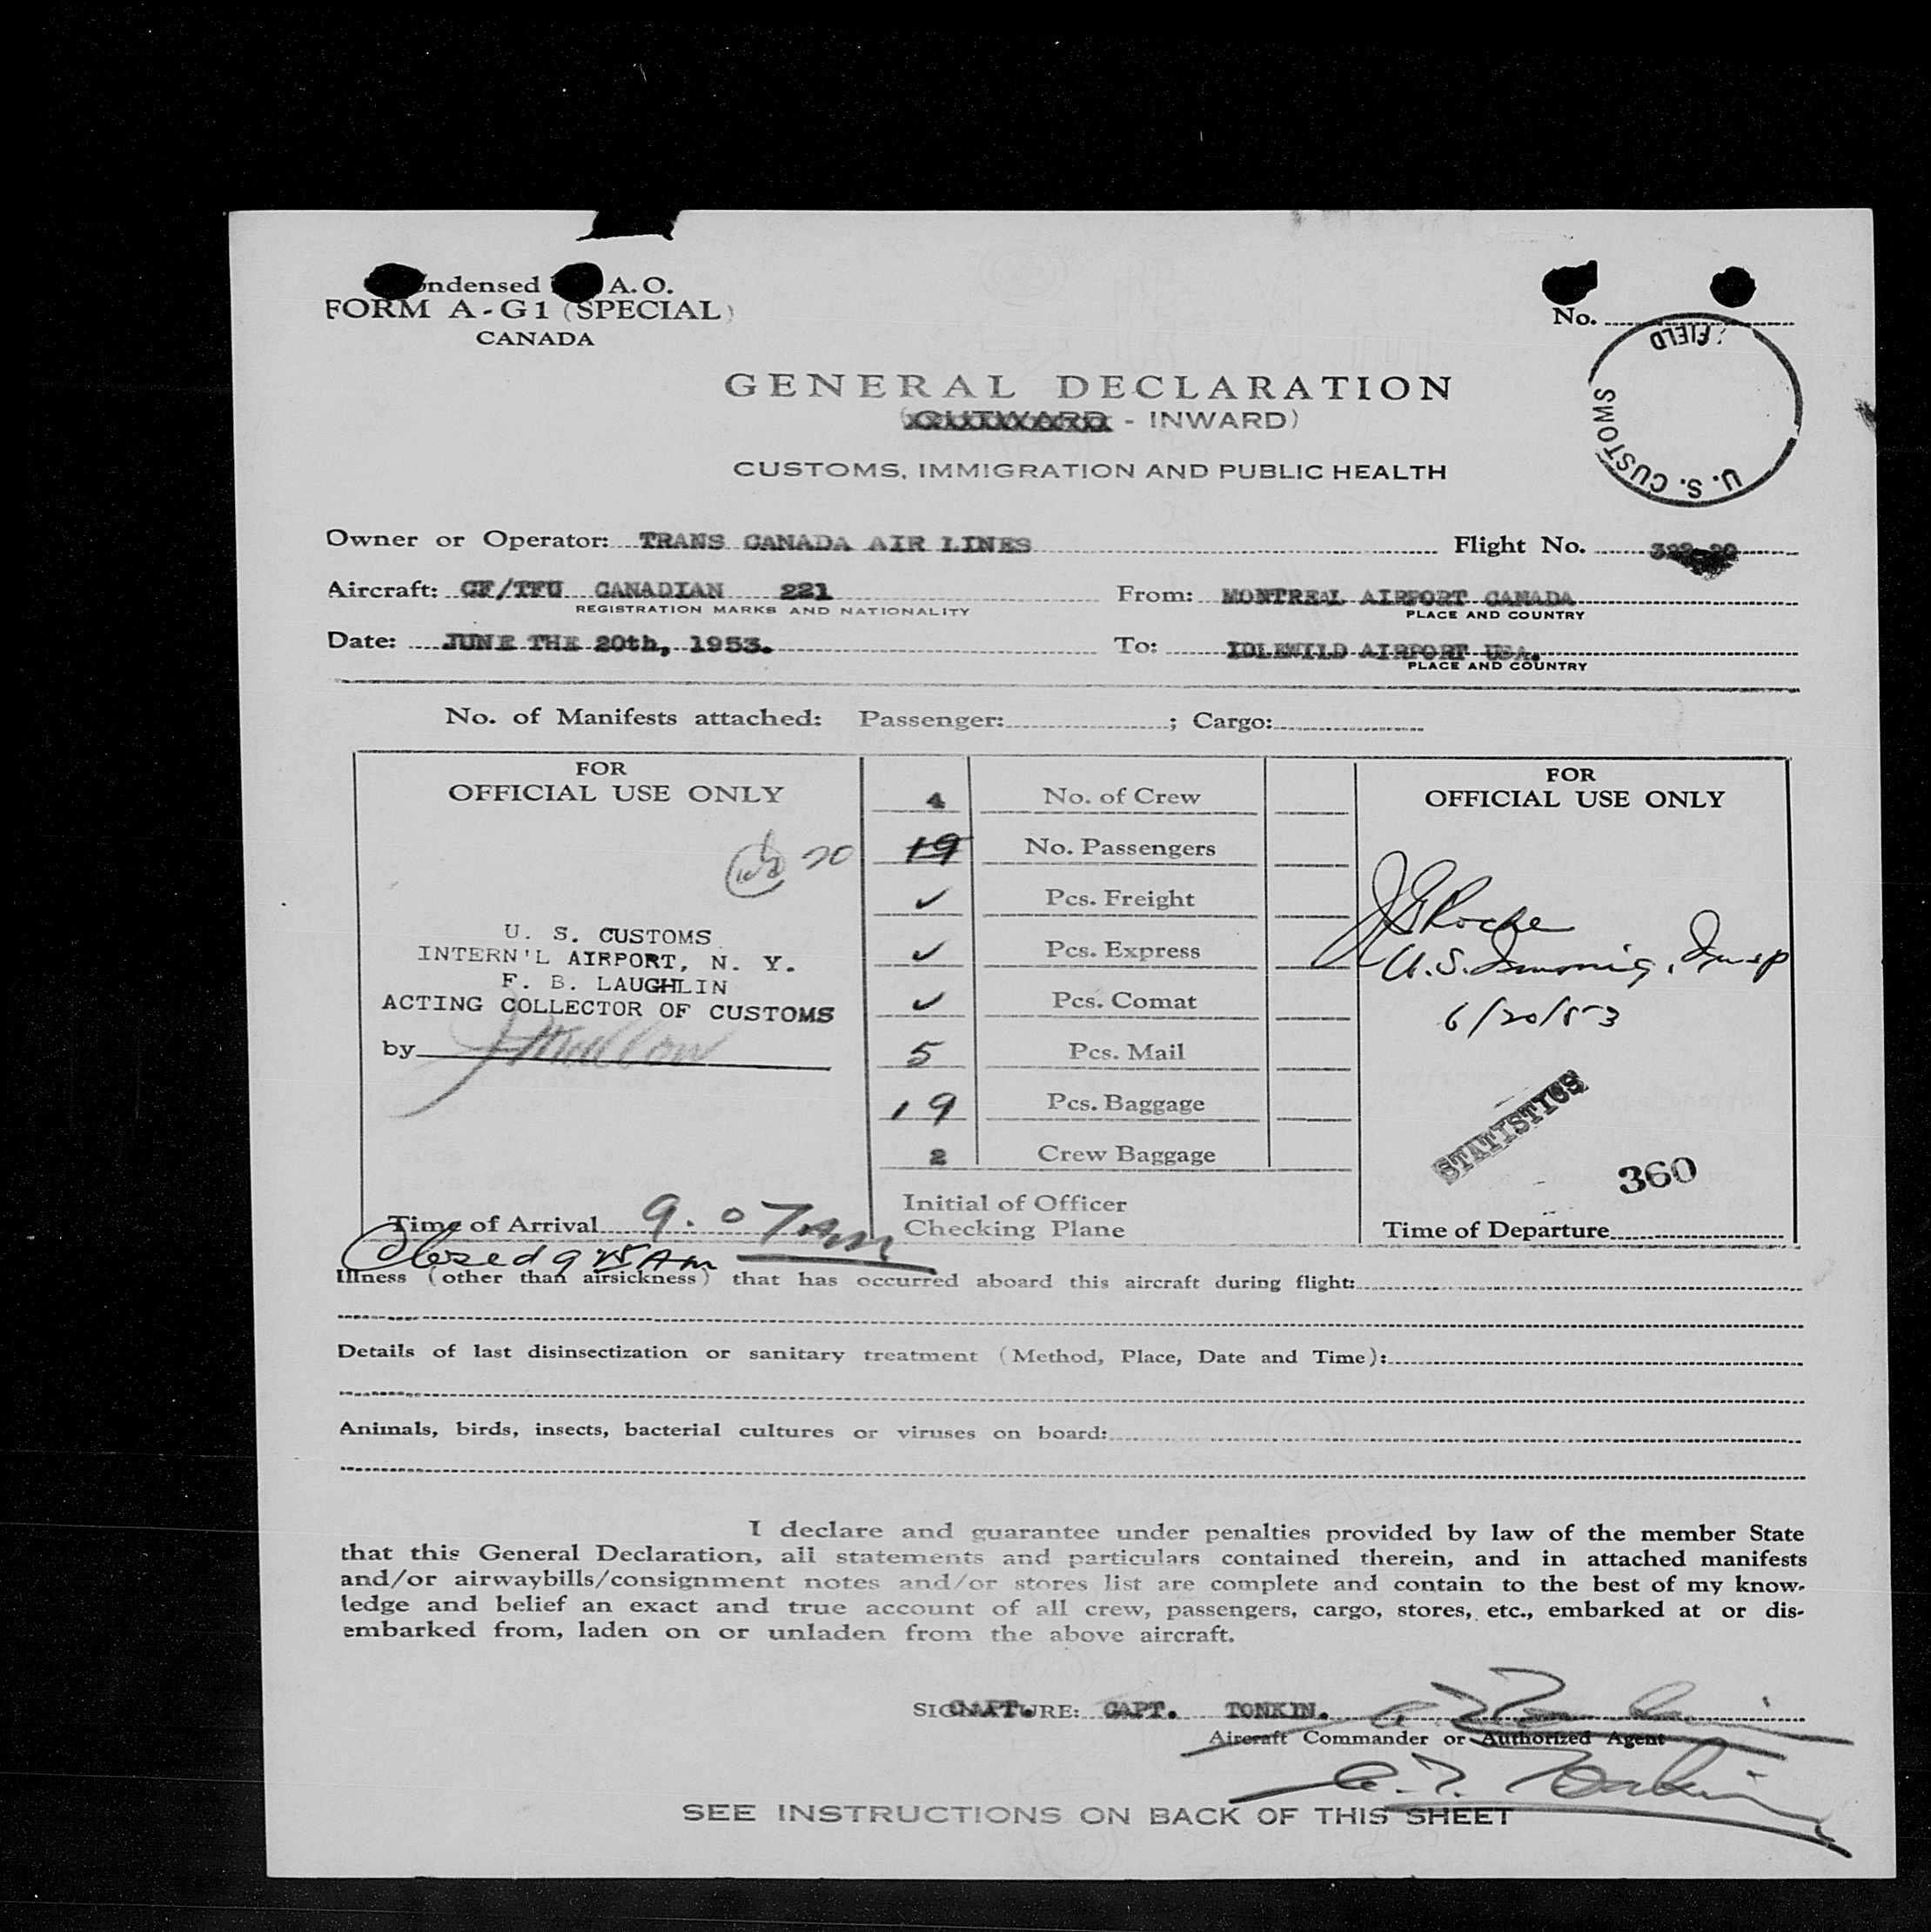 ndensed A. O.
FORM A - G1 (SPECIAL)
CANADA
No.
FIELD
U. S. CUSTOMS
GENERAL DECLARATION
(OUTWARD - INWARD)
CUSTOMS, IMMIGRATION AND PUBLIC HEALTH
Owner or Operator: TRANS CANADA AIR LINES Flight No.
Aircraft: CF/TFU CANADIAN 221 From: MONTREAL AIRPORT CANADA
REGISTRATION MARKS AND NATIONALITY PLACE AND COUNTRY
Date: JUNE THE 20th, 1953. To: IDLEWILD AIRPORT USA.
PLACE AND COUNTRY
No. of Manifests attached: Passenger: ; Cargo:
FOR
OFFICIAL USE ONLY
20
U. S. CUSTOMS
INTERN'L AIRPORT, N. Y.
F. B. LAUGHLIN
ACTING COLLECTOR OF CUSTOMS
by
Time of Arrival 9.07 AM
Closed 9 25 AM
4 No. of Crew
19 No. Passengers
✓ Pcs. Freight
✓ Pcs. Express
✓ Pcs. Comat
5 Pcs. Mail
19 Pcs. Baggage
2 Crew Baggage
Initial of Officer
Checking Plane
FOR
OFFICIAL USE ONLY
J G Roche
U.S. Immig. Insp
6/20/53
STATISTICS
360
Time of Departure
Illness (other than airsickness) that has occurred aboard this aircraft during flight:
Details of last disinsectization or sanitary treatment (Method, Place, Date and Time):
Animals, birds, insects, bacterial cultures or viruses on board:
I declare and guarantee under penalties provided by law of the member State
that this General Declaration, all statements and particulars contained therein, and in attached manifests
and/or airwaybills/consignment notes and/or stores list are complete and contain to the best of my know-
ledge and belief an exact and true account of all crew, passengers, cargo, stores, etc., embarked at or dis-
embarked from, laden on or unladen from the above aircraft.
SIGNATURE: CAPT. TONKIN.
Aircraft Commander or Authorized Agent
SEE INSTRUCTIONS ON BACK OF THIS SHEET